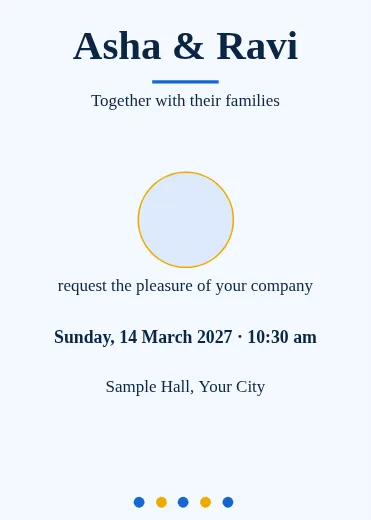 Asha & Ravi
Together with their families
request the pleasure of your company
Sunday, 14 March 2027 · 10:30 am
Sample Hall, Your City